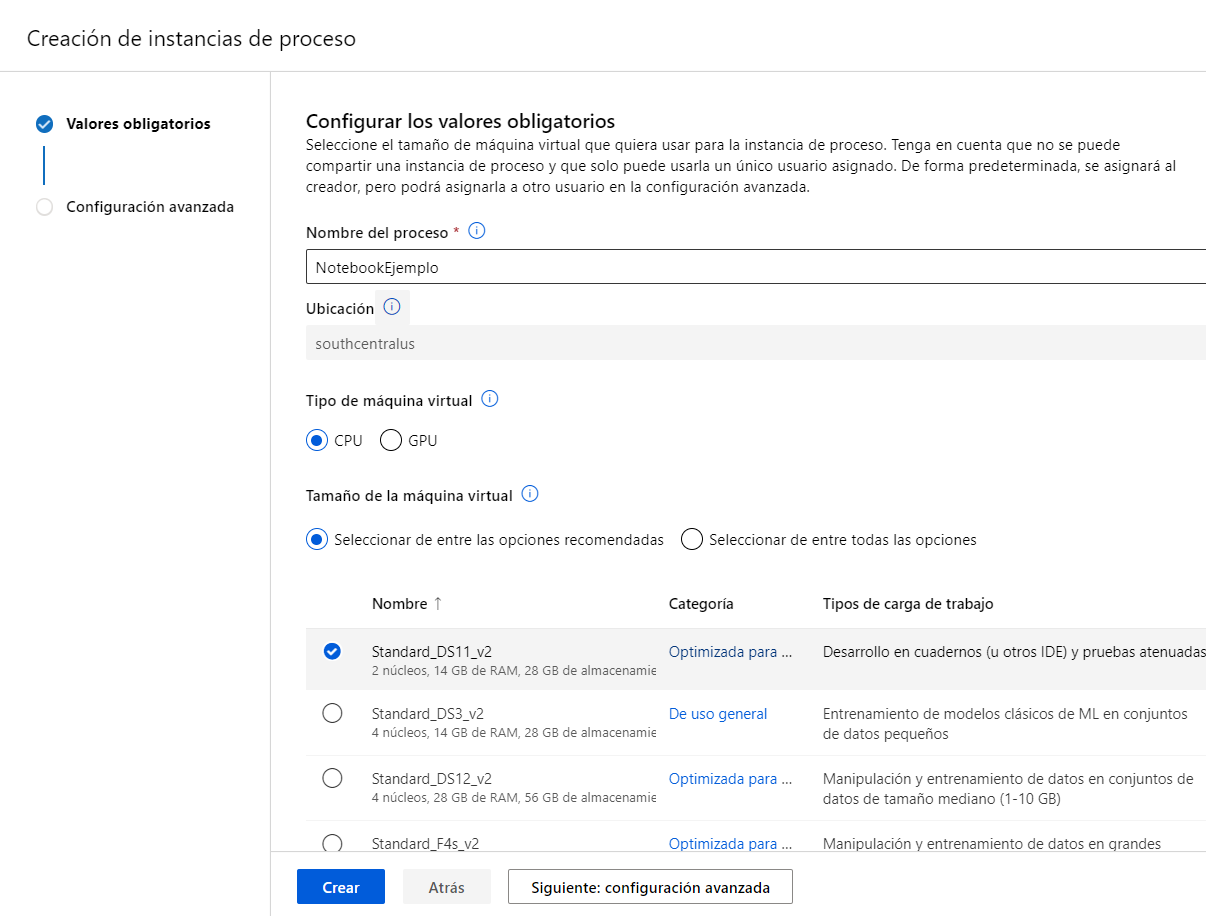 Creación de instancias de proceso
Valores obligatorios
Configuración avanzada
Configurar los valores obligatorios
Seleccione el tamaño de máquina virtual que quiera usar para la instancia de proceso. Tenga en cuenta que no se puede
compartir una instancia de proceso y que solo puede usarla un único usuario asignado. De forma predeterminada, se asignará al
creador, pero podrá asignarla a otro usuario en la configuración avanzada.
Nombre del proceso *
NotebookEjemplo
Ubicación
southcentralus
Tipo de máquina virtual
CPU GPU
Tamaño de la máquina virtual
Seleccionar de entre las opciones recomendadas Seleccionar de entre todas las opciones
Nombre ↑ Categoría Tipos de carga de trabajo
Standard_DS11_v2 Optimizada para ... Desarrollo en cuadernos (u otros IDE) y pruebas atenuadas
2 núcleos, 14 GB de RAM, 28 GB de almacenamie
Standard_DS3_v2 De uso general Entrenamiento de modelos clásicos de ML en conjuntos
4 núcleos, 14 GB de RAM, 28 GB de almacenamie de datos pequeños
Standard_DS12_v2 Optimizada para ... Manipulación y entrenamiento de datos en conjuntos de
4 núcleos, 28 GB de RAM, 56 GB de almacenamie datos de tamaño mediano (1-10 GB)
Standard_F4s_v2 Optimizada para ... Manipulación y entrenamiento de datos en grandes
Crear Atrás Siguiente: configuración avanzada